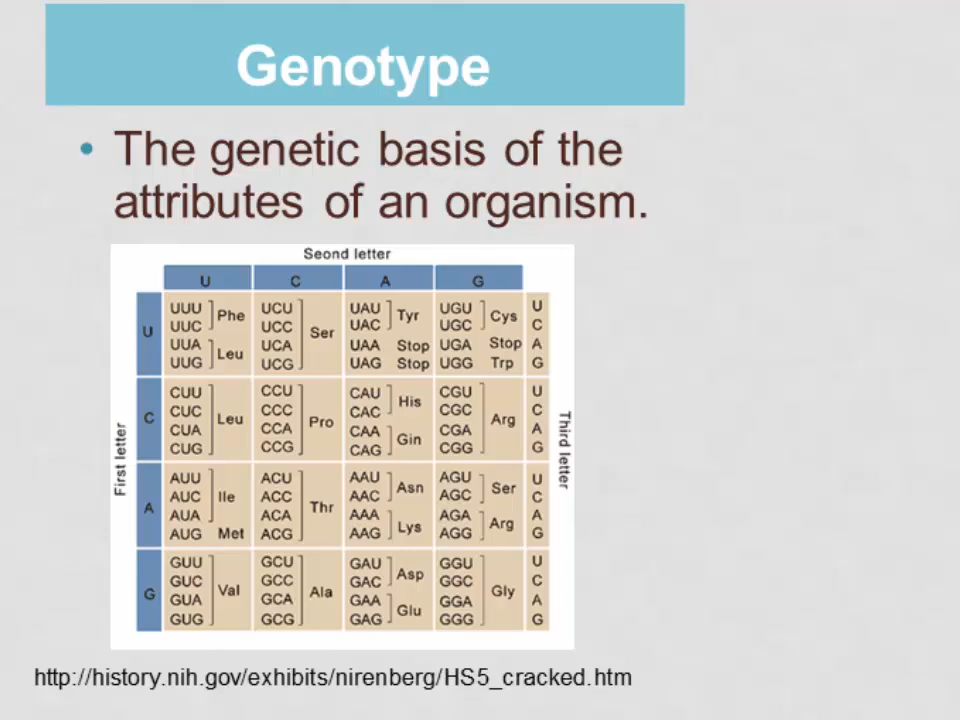 Genotype
• The genetic basis of the
attributes of an organism.
Seond letter
U C A G
First letter
Third letter
U
UUU UUC Phe
UUA UUG Leu
UCU UCC UCA UCG Ser
UAU UAC Tyr
UAA Stop
UAG Stop
UGU UGC Cys
UGA Stop
UGG Trp
U C A G
C
CUU CUC CUA CUG Leu
CCU CCC CCA CCG Pro
CAU CAC His
CAA CAG Gin
CGU CGC CGA CGG Arg
U C A G
A
AUU AUC AUA Ile
AUG Met
ACU ACC ACA ACG Thr
AAU AAC Asn
AAA AAG Lys
AGU AGC Ser
AGA AGG Arg
U C A G
G
GUU GUC GUA GUG Val
GCU GCC GCA GCG Ala
GAU GAC Asp
GAA GAG Glu
GGU GGC GGA GGG Gly
U C A G
http://history.nih.gov/exhibits/nirenberg/HS5_cracked.htm